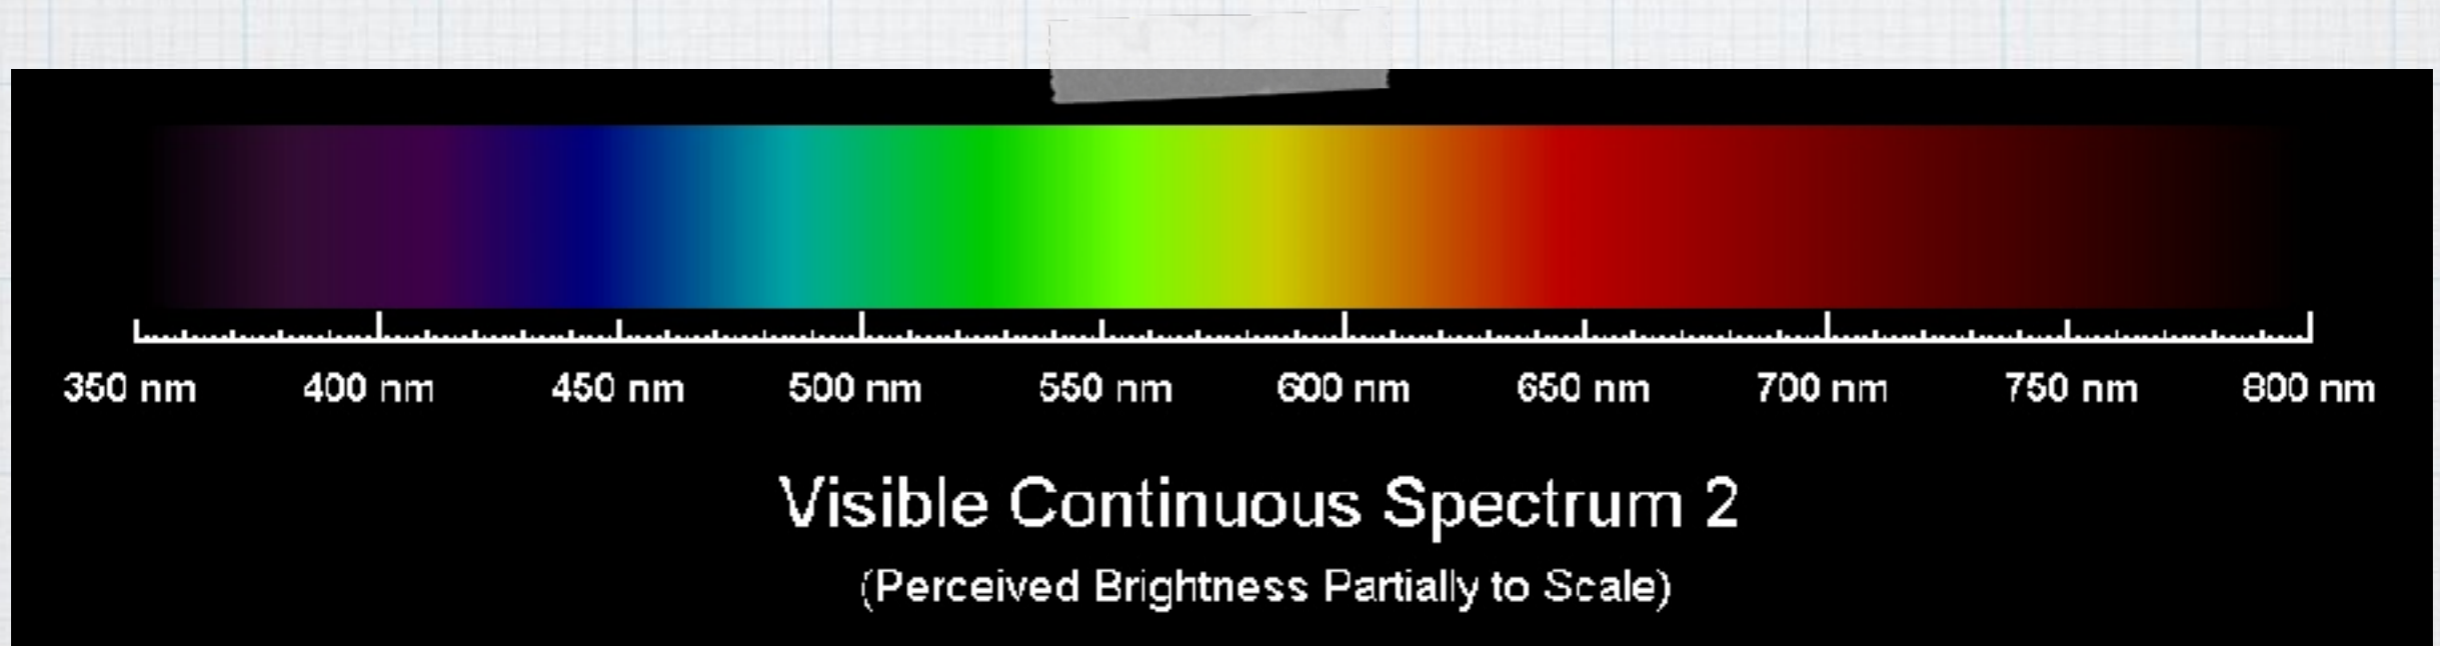 350 nm 400 nm 450 nm 500 nm 550 nm 600 nm 650 nm 700 nm 750 nm 800 nm
Visible Continuous Spectrum 2
(Perceived Brightness Partially to Scale)